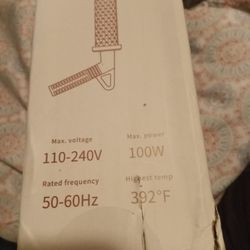 Max. voltage
Max. power
110-240V
100W
Rated frequency
Highest temp
50-60Hz
392°F